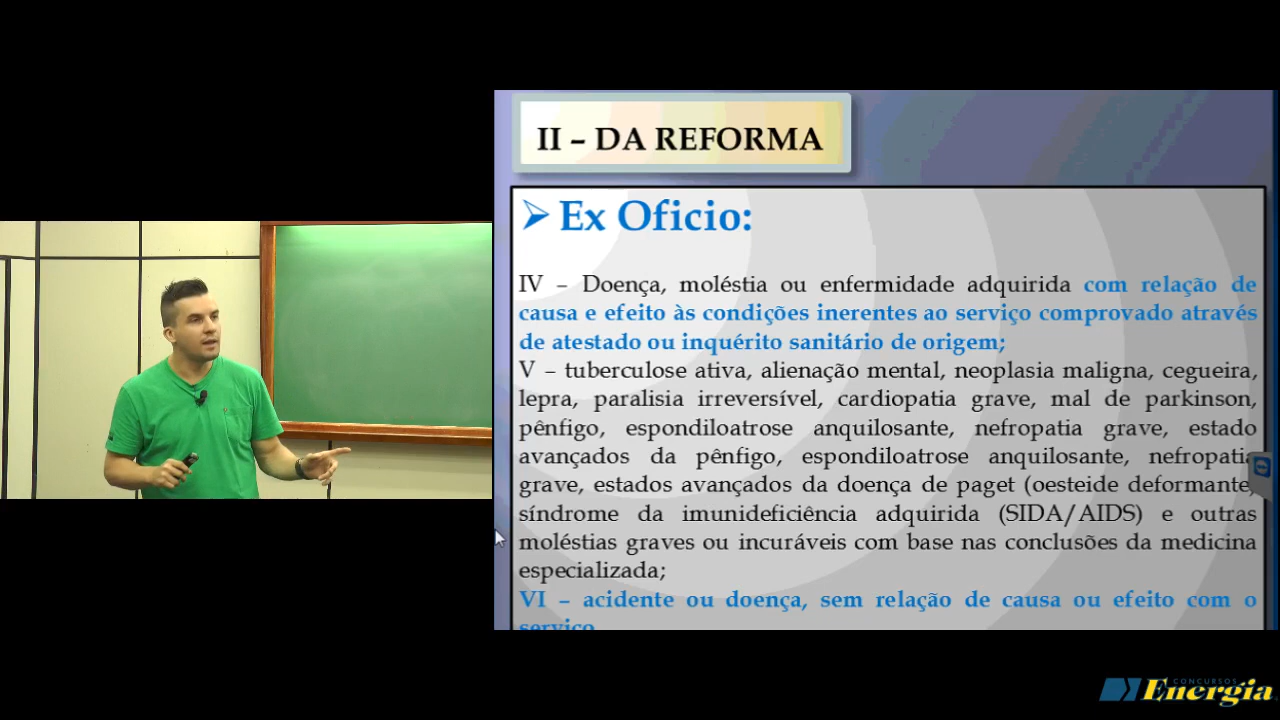 II – DA REFORMA
Ex Oficio:
IV – Doença, moléstia ou enfermidade adquirida com relação de
causa e efeito às condições inerentes ao serviço comprovado através
de atestado ou inquérito sanitário de origem;
V – tuberculose ativa, alienação mental, neoplasia maligna, cegueira,
lepra, paralisia irreversível, cardiopatia grave, mal de parkinson,
pênfigo, espondiloatrose anquilosante, nefropatia grave, estado
avançados da pênfigo, espondiloatrose anquilosante, nefropatia
grave, estados avançados da doença de paget (oesteide deformante,
síndrome da imunideficiência adquirida (SIDA/AIDS) e outras
moléstias graves ou incuráveis com base nas conclusões da medicina
especializada;
VI – acidente ou doença, sem relação de causa ou efeito com o
serviço
CONCURSOS
Energia